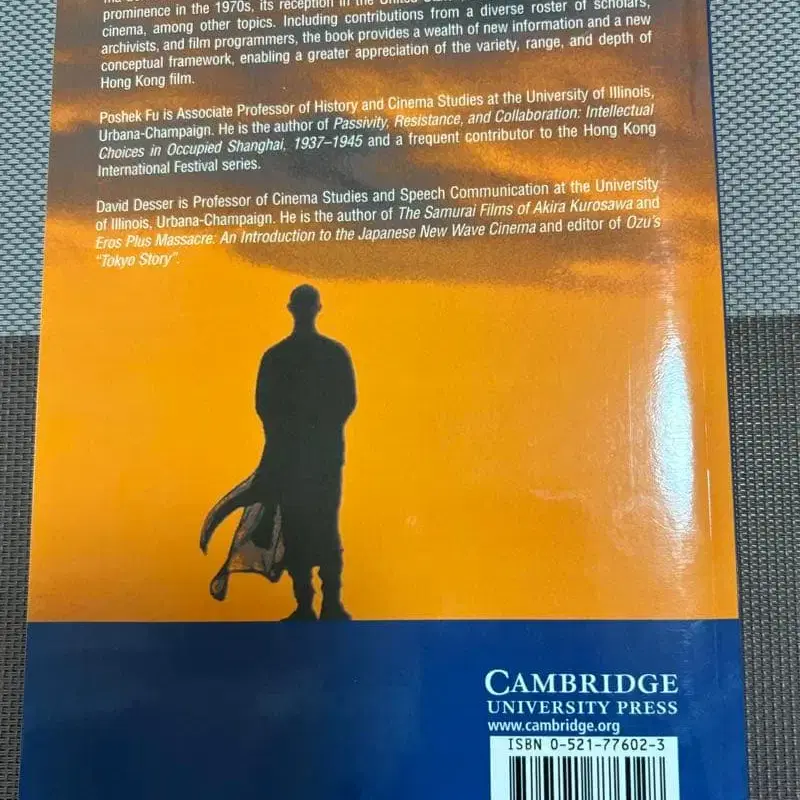 prominence in the 1970s, its reception in the United
cinema, among other topics. Including contributions from a diverse roster of scholars,
archivists, and film programmers, the book provides a wealth of new information and a new
conceptual framework, enabling a greater appreciation of the variety, range, and depth of
Hong Kong film.
Poshek Fu is Associate Professor of History and Cinema Studies at the University of Illinois,
Urbana-Champaign. He is the author of Passivity, Resistance, and Collaboration: Intellectual
Choices in Occupied Shanghai, 1937–1945 and a frequent contributor to the Hong Kong
International Festival series.
David Desser is Professor of Cinema Studies and Speech Communication at the University
of Illinois, Urbana-Champaign. He is the author of The Samurai Films of Akira Kurosawa and
Eros Plus Massacre: An Introduction to the Japanese New Wave Cinema and editor of Ozu's
"Tokyo Story".
CAMBRIDGE
UNIVERSITY PRESS
www.cambridge.org
ISBN 0-521-77602-3